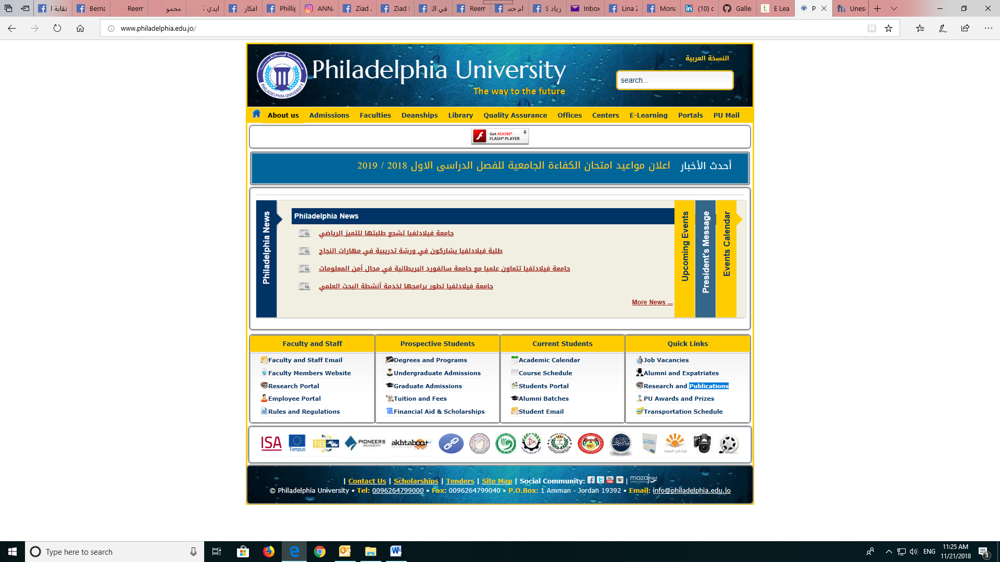 نقابة ا
Berna
Reem
محمو
ايدي
افكار
Philli
ANN
Ziad
Ziad
في الل
Reem
ام حس
زياد ك
Inbox
Lina Z
Mona
(10)
Galle
E Lea
P
Unes
www.philadelphia.edu.jo/
النسخة العربية
Philadelphia University
The way to the future
search...
About us Admissions Faculties Deanships Library Quality Assurance Offices Centers E-Learning Portals PU Mail
Get ADOBE®
FLASH® PLAYER
أحدث الأخبار اعلان مواعيد امتحان الكفاءة الجامعية للفصل الدراسي الاول 2018 / 2019
Philadelphia News
Philadelphia News
جامعة فيلادلفيا تشجع طلبتها للتميز الرياضي
طلبة فيلادلفيا يشاركون في ورشة تدريبية في مهارات النجاح
جامعة فيلادلفيا تتعاون علميا مع جامعة سالفورد البريطانية في مجال أمن المعلومات
جامعة فيلادلفيا تطور برامجها لخدمة أنشطة البحث العلمي
More News ...
Upcoming Events
President's Message
Events Calendar
Faculty and Staff
Faculty and Staff Email
Faculty Members Website
Research Portal
Employee Portal
Rules and Regulations
Prospective Students
Degrees and Programs
Undergraduate Admissions
Graduate Admissions
Tuition and Fees
Financial Aid & Scholarships
Current Students
Academic Calendar
Course Schedule
Students Portal
Alumni Batches
Student Email
Quick Links
Job Vacancies
Alumni and Expatriates
Research and Publications
PU Awards and Prizes
Transportation Schedule
ISA
Tempus
TIES
PIONEERS
ACADEMY
akhtaboot
| Contact Us | Scholarships | Tenders | Site Map | Social Community: | mazajNet
© Philadelphia University • Tel: 0096264799000 • Fax: 0096264799040 • P.O.Box: 1 Amman - Jordan 19392 • Email: info@philadelphia.edu.jo
Type here to search
ENG
11:25 AM
11/21/2018
3